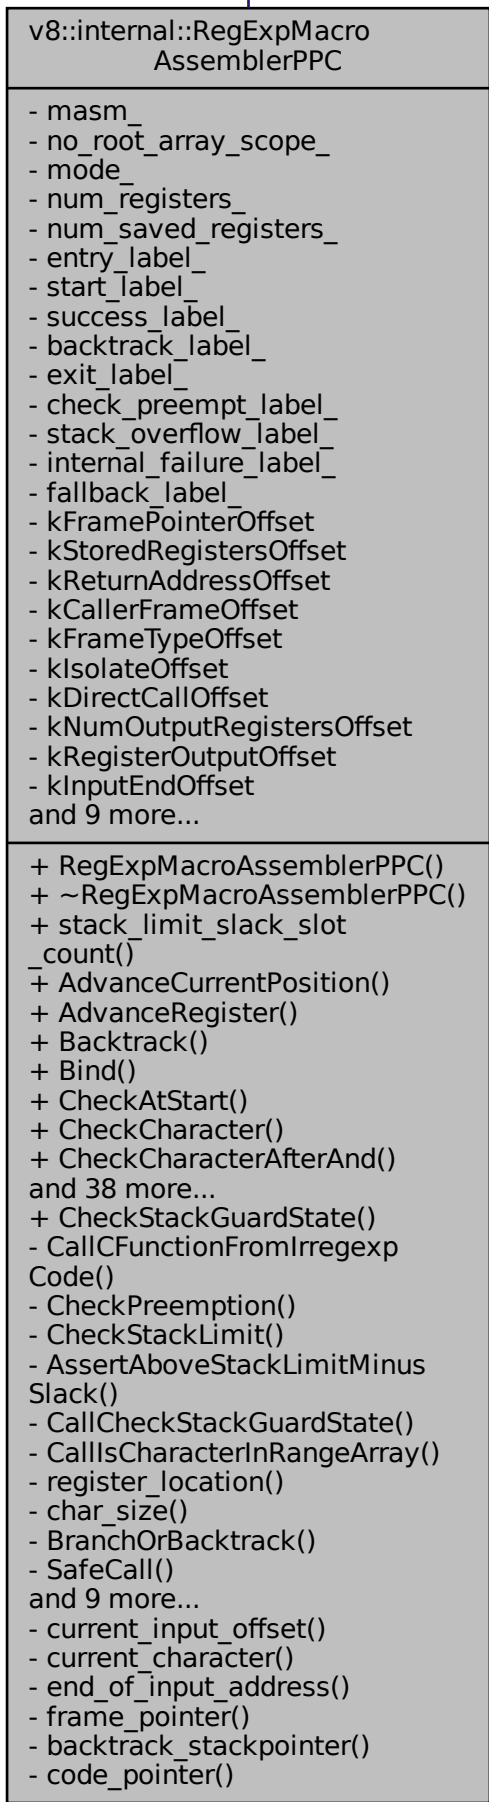 v8::internal::RegExpMacro
AssemblerPPC
- masm_
- no_root_array_scope_
- mode_
- num_registers_
- num_saved_registers_
- entry_label_
- start_label_
- success_label_
- backtrack_label_
- exit_label_
- check_preempt_label_
- stack_overflow_label_
- internal_failure_label_
- fallback_label_
- kFramePointerOffset
- kStoredRegistersOffset
- kReturnAddressOffset
- kCallerFrameOffset
- kFrameTypeOffset
- kIsolateOffset
- kDirectCallOffset
- kNumOutputRegistersOffset
- kRegisterOutputOffset
- kInputEndOffset
and 9 more...
+ RegExpMacroAssemblerPPC()
+ ~RegExpMacroAssemblerPPC()
+ stack_limit_slack_slot
_count()
+ AdvanceCurrentPosition()
+ AdvanceRegister()
+ Backtrack()
+ Bind()
+ CheckAtStart()
+ CheckCharacter()
+ CheckCharacterAfterAnd()
and 38 more...
+ CheckStackGuardState()
- CallCFunctionFromIrregexp
Code()
- CheckPreemption()
- CheckStackLimit()
- AssertAboveStackLimitMinus
Slack()
- CallCheckStackGuardState()
- CallIsCharacterInRangeArray()
- register_location()
- char_size()
- BranchOrBacktrack()
- SafeCall()
and 9 more...
- current_input_offset()
- current_character()
- end_of_input_address()
- frame_pointer()
- backtrack_stackpointer()
- code_pointer()